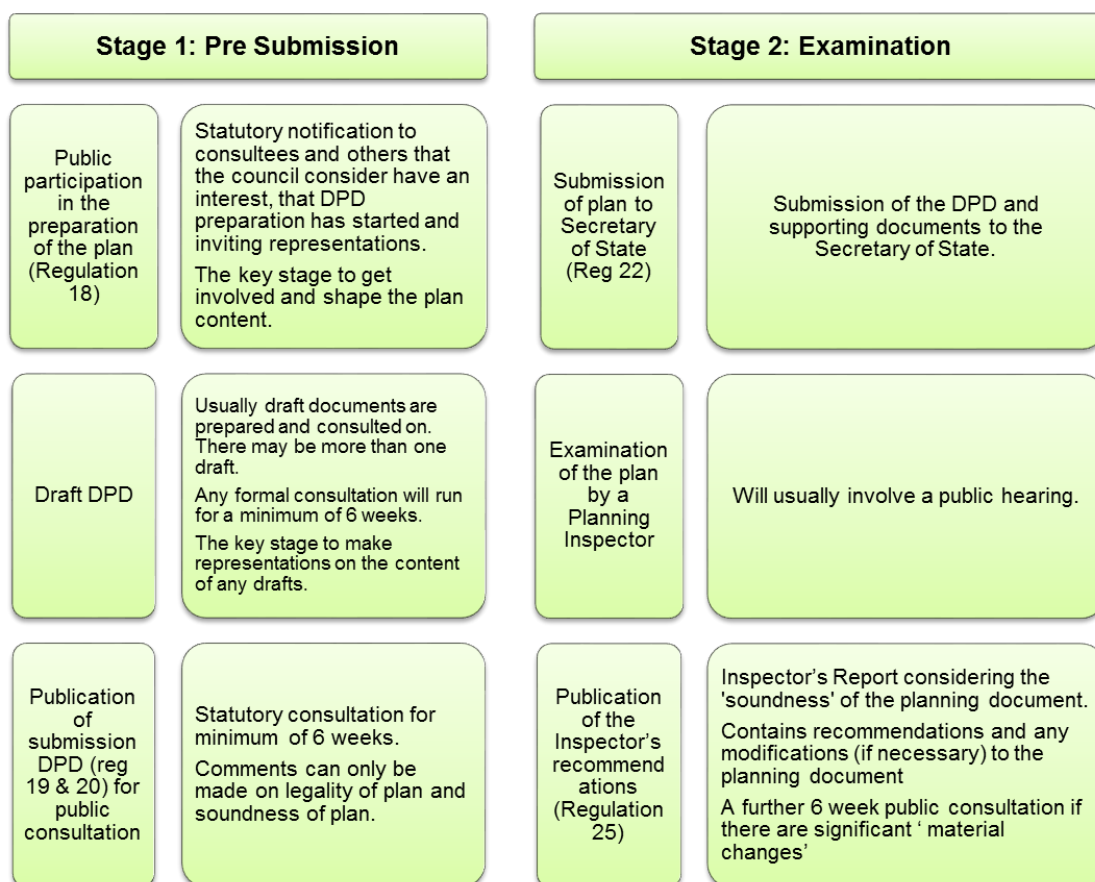 Stage 1: Pre Submission
Public
participation
in the
preparation
of the plan
(Regulation
18)
Statutory notification to
consultees and others that
the council consider have an
interest, that DPD
preparation has started and
inviting representations.
The key stage to get
involved and shape the plan
content.
Draft DPD
Usually draft documents are
prepared and consulted on.
There may be more than one
draft.
Any formal consultation will run
for a minimum of 6 weeks.
The key stage to make
representations on the content
of any drafts.
Publication
of
submission
DPD (reg
19 & 20) for
public
consultation
Statutory consultation for
minimum of 6 weeks.
Comments can only be
made on legality of plan and
soundness of plan.
Stage 2: Examination
Submission
of plan to
Secretary
of State
(Reg 22)
Submission of the DPD and
supporting documents to the
Secretary of State.
Examination
of the plan
by a
Planning
Inspector
Will usually involve a public hearing.
Publication
of the
Inspector’s
recommend
ations
(Regulation
25)
Inspector’s Report considering the
'soundness' of the planning document.
Contains recommendations and any
modifications (if necessary) to the
planning document
A further 6 week public consultation if
there are significant ‘ material
changes’